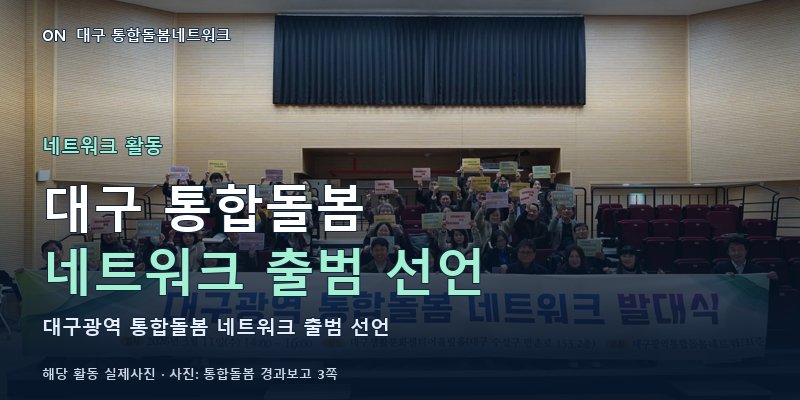 ON 대구 통합돌봄네트워크
네트워크 활동
대구 통합돌봄
네트워크 출범 선언
대구광역 통합돌봄 네트워크 발대식
대구광역 통합돌봄 네트워크 출범 선언
해당 활동 실제사진 · 사진: 통합돌봄 경과보고 3쪽